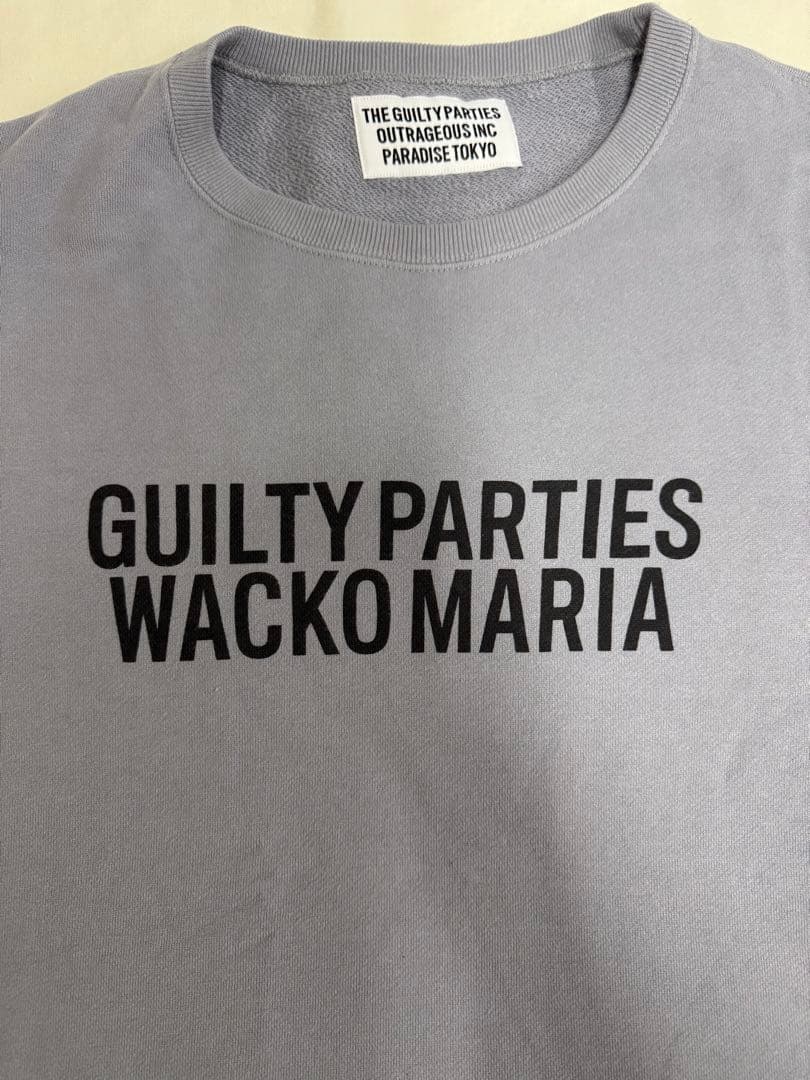 THE GUILTY PARTIES
OUTRAGEOUS INC
PARADISE TOKYO
GUILTY PARTIES
WACKO MARIA